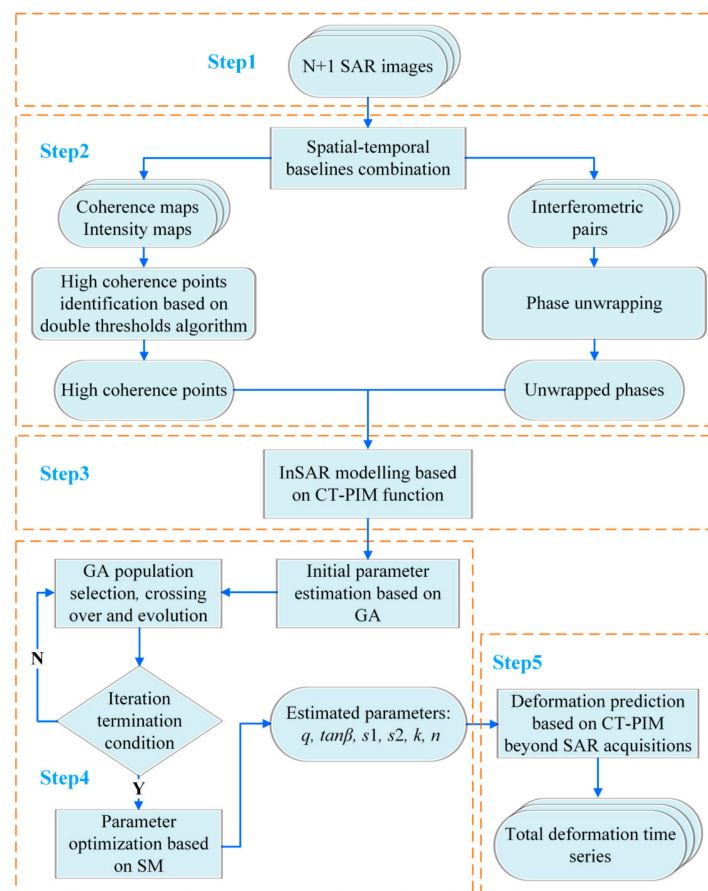 Step1
N+1 SAR images
Step2
Spatial-temporal
baselines combination
Coherence maps
Intensity maps
Interferometric
pairs
High coherence points
identification based on
double thresholds algorithm
Phase unwrapping
High coherence points
Unwrapped phases
Step3
InSAR modelling based
on CT-PIM function
GA population
selection, crossing
over and evolution
Initial parameter
estimation based on
GA
N
Iteration
termination
condition
Estimated parameters:
q, tanβ, s1, s2, k, n
Step5
Deformation prediction
based on CT-PIM
beyond SAR acquisitions
Step4
Y
Parameter
optimization based
on SM
Total deformation time
series